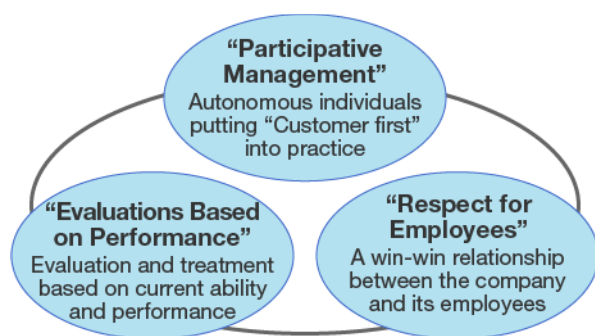 “Participative
Management”
Autonomous individuals
putting “Customer first”
into practice
“Evaluations Based
on Performance”
Evaluation and treatment
based on current ability
and performance
“Respect for
Employees”
A win-win relationship
between the company
and its employees